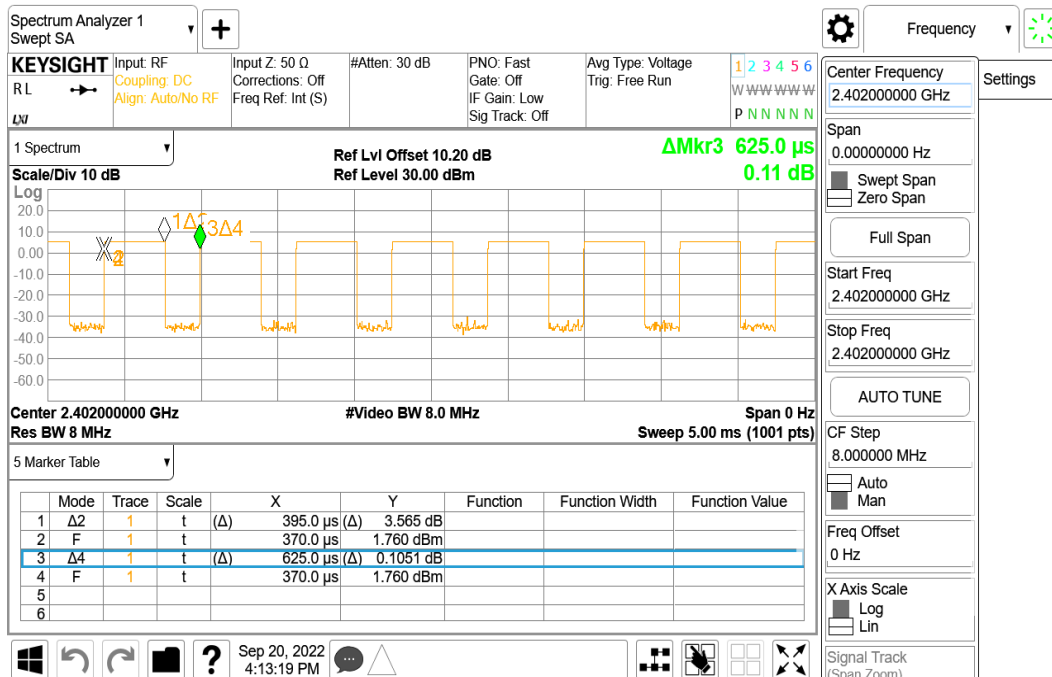 Spectrum Analyzer 1
Swept SA
Frequency
KEYSIGHT
R L
LXI
Input: RF
Coupling: DC
Align: Auto/No RF
Input Z: 50 Ω
Corrections: Off
Freq Ref: Int (S)
#Atten: 30 dB
PNO: Fast
Gate: Off
IF Gain: Low
Sig Track: Off
Avg Type: Voltage
Trig: Free Run
1 2 3 4 5 6
W W W W W W
P N N N N N
1 Spectrum
Scale/Div 10 dB
Ref Lvl Offset 10.20 dB
Ref Level 30.00 dBm
ΔMkr3 625.0 µs
0.11 dB
Log
20.0
10.0
0.00
-10.0
-20.0
-30.0
-40.0
-50.0
-60.0
3Δ4
Center 2.402000000 GHz
#Video BW 8.0 MHz
Span 0 Hz
Res BW 8 MHz
Sweep 5.00 ms (1001 pts)
5 Marker Table
Mode Trace Scale X Y Function Function Width Function Value
1 Δ2 1 t (Δ) 395.0 µs (Δ) 3.565 dB
2 F 1 t 370.0 µs 1.760 dBm
3 Δ4 1 t (Δ) 625.0 µs (Δ) 0.1051 dB
4 F 1 t 370.0 µs 1.760 dBm
5
6
Sep 20, 2022
4:13:19 PM
Center Frequency
2.402000000 GHz
Settings
Span
0.00000000 Hz
Swept Span
Zero Span
Full Span
Start Freq
2.402000000 GHz
Stop Freq
2.402000000 GHz
AUTO TUNE
CF Step
8.000000 MHz
Auto
Man
Freq Offset
0 Hz
X Axis Scale
Log
Lin
Signal Track
(Span Zoom)